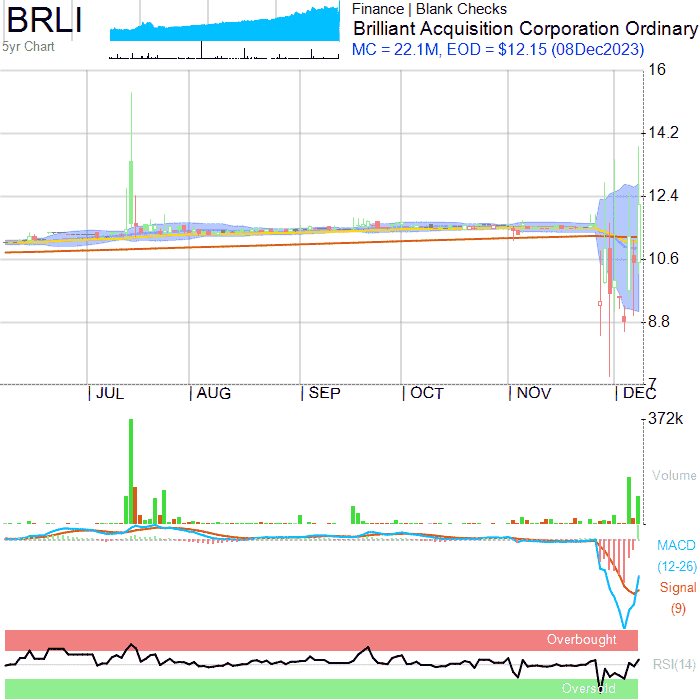 BRLI
5yr Chart
Finance | Blank Checks
Brilliant Acquisition Corporation Ordinary
MC = 22.1M, EOD = $12.15 (08Dec2023)
16
14.2
12.4
10.6
8.8
7
JUL AUG SEP OCT NOV DEC
372k
Volume
MACD
(12-26)
Signal
(9)
Overbought
RSI(14)
Oversold